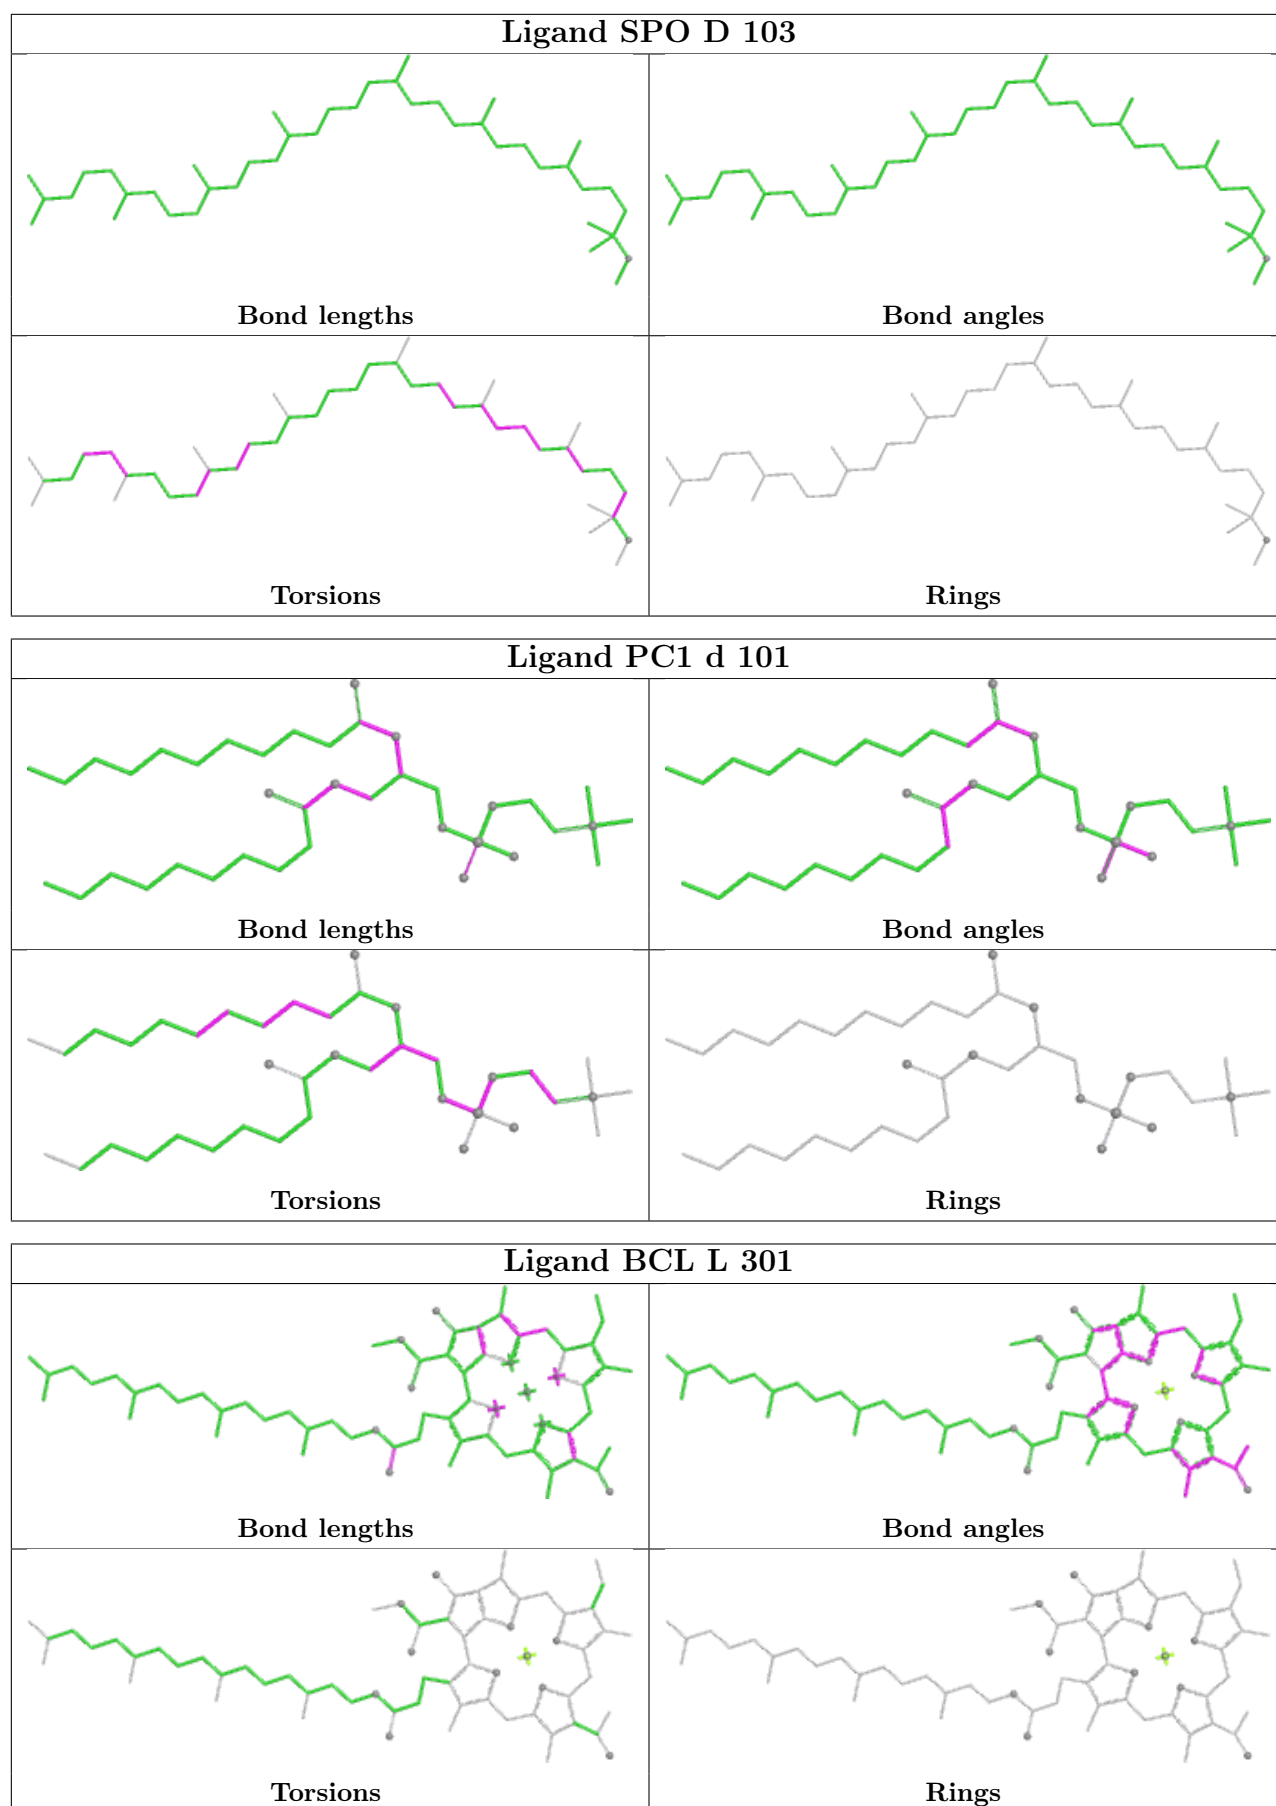 Ligand SPO D 103
Bond lengths
Bond angles
Torsions
Rings
Ligand PC1 d 101
Bond lengths
Bond angles
Torsions
Rings
Ligand BCL L 301
Bond lengths
Bond angles
Torsions
Rings